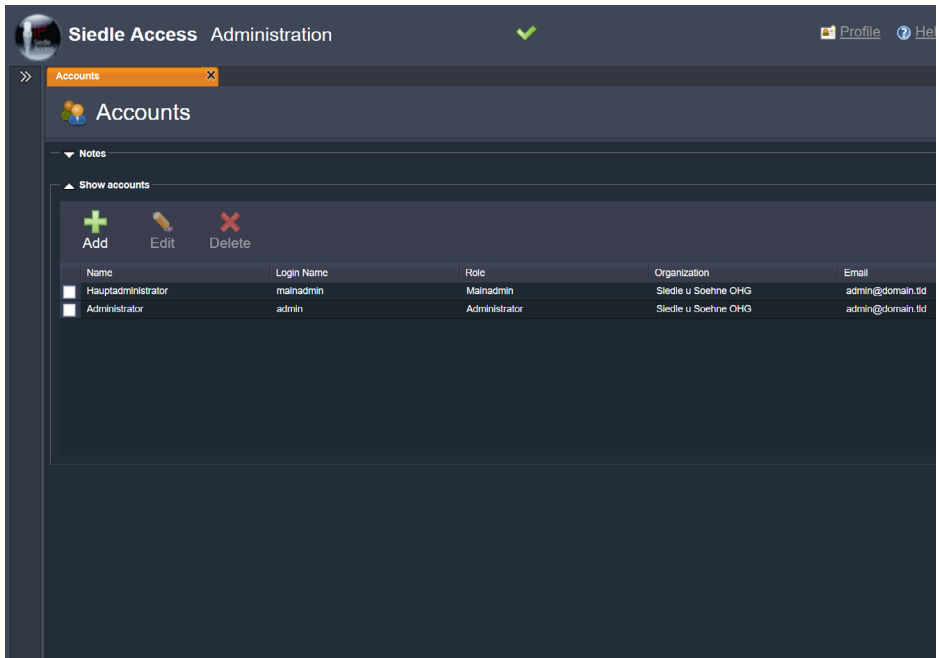 Siedle Access Administration Profile
Accounts
Accounts
Notes
Show accounts
Add Edit Delete
Name Login Name Role Organization Email
Hauptadministrator mainadmin Mainadmin Siedle u Soehne OHG admin@domain.tld
Administrator admin Administrator Siedle u Soehne OHG admin@domain.tld